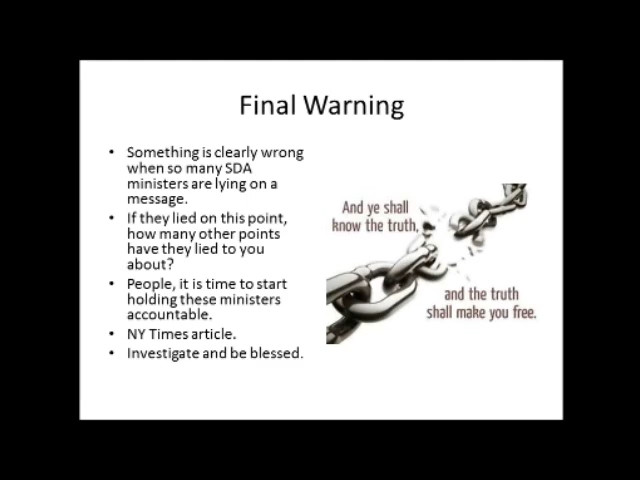 Final Warning
• Something is clearly wrong
when so many SDA
ministers are lying on a
message.
• If they lied on this point,
how many other points
have they lied to you
about?
• People, it is time to start
holding these ministers
accountable.
• NY Times article.
• Investigate and be blessed.
And ye shall
know the truth,
and the truth
shall make you free.